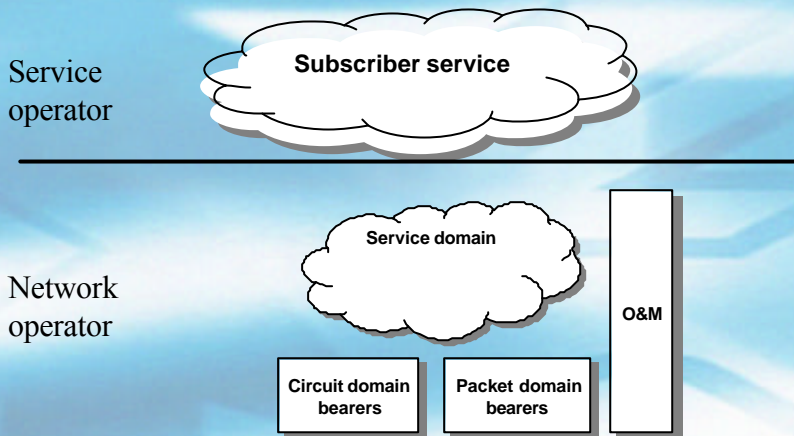 Service
operator
Subscriber service
Service domain
Network
operator
O&M
Circuit domain
bearers
Packet domain
bearers